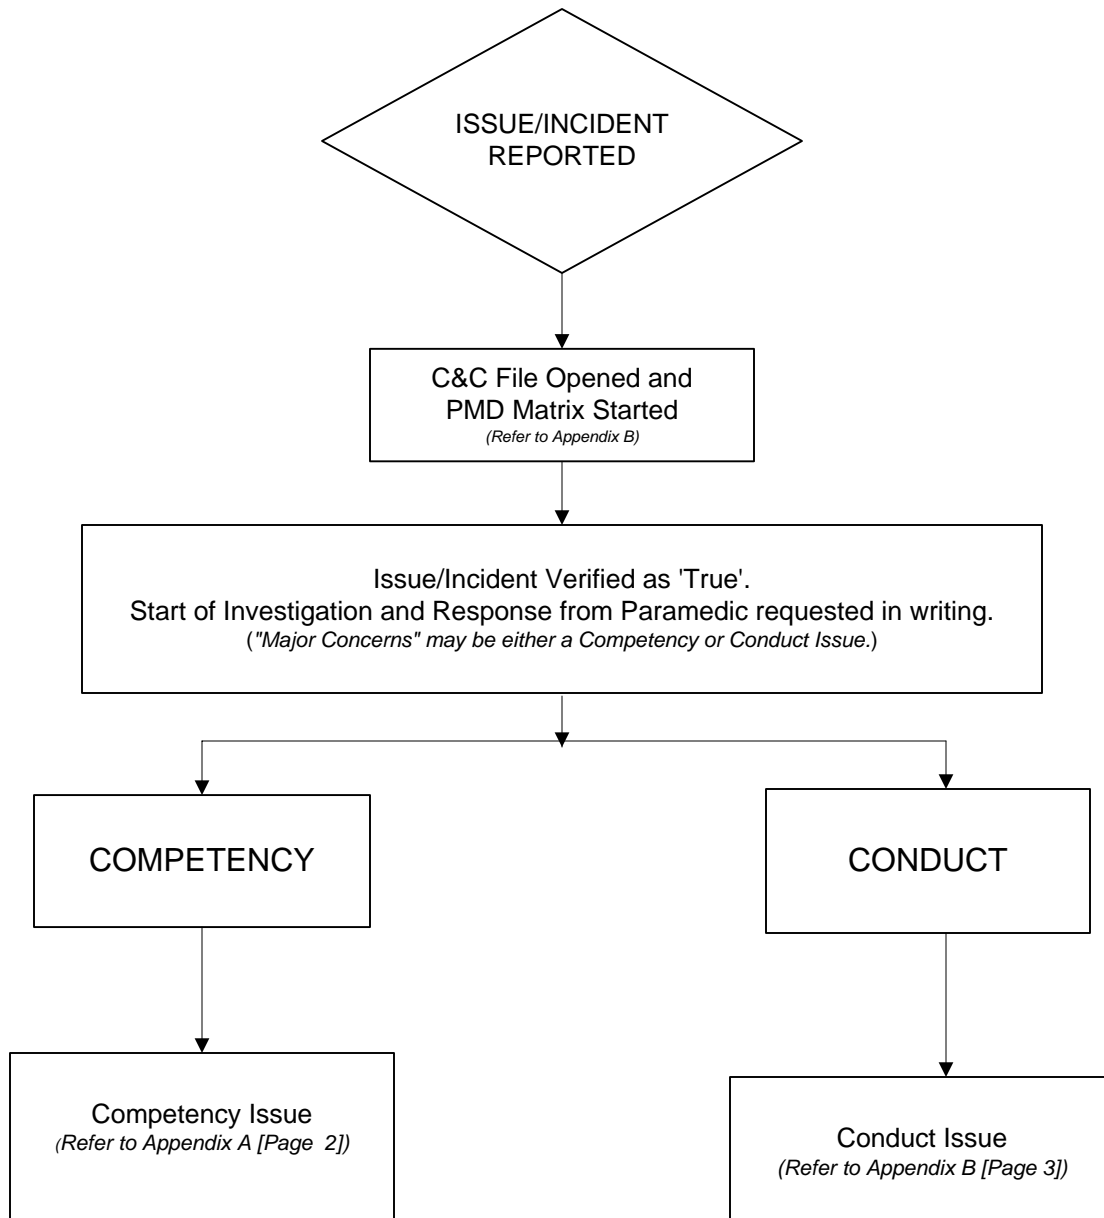 ISSUE/INCIDENT
REPORTED
C&C File Opened and
PMD Matrix Started
(Refer to Appendix B)
Issue/Incident Verified as 'True'.
Start of Investigation and Response from Paramedic requested in writing.
("Major Concerns" may be either a Competency or Conduct Issue.)
COMPETENCY
CONDUCT
Competency Issue
(Refer to Appendix A [Page 2])
Conduct Issue
(Refer to Appendix B [Page 3])